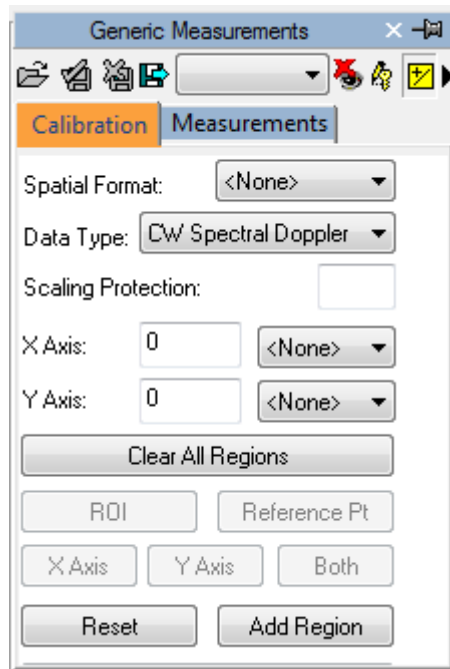 Generic Measurements
Calibration Measurements
Spatial Format: <None>
Data Type: CW Spectral Doppler
Scaling Protection:
X Axis: 0 <None>
Y Axis: 0 <None>
Clear All Regions
ROI Reference Pt
X Axis Y Axis Both
Reset Add Region